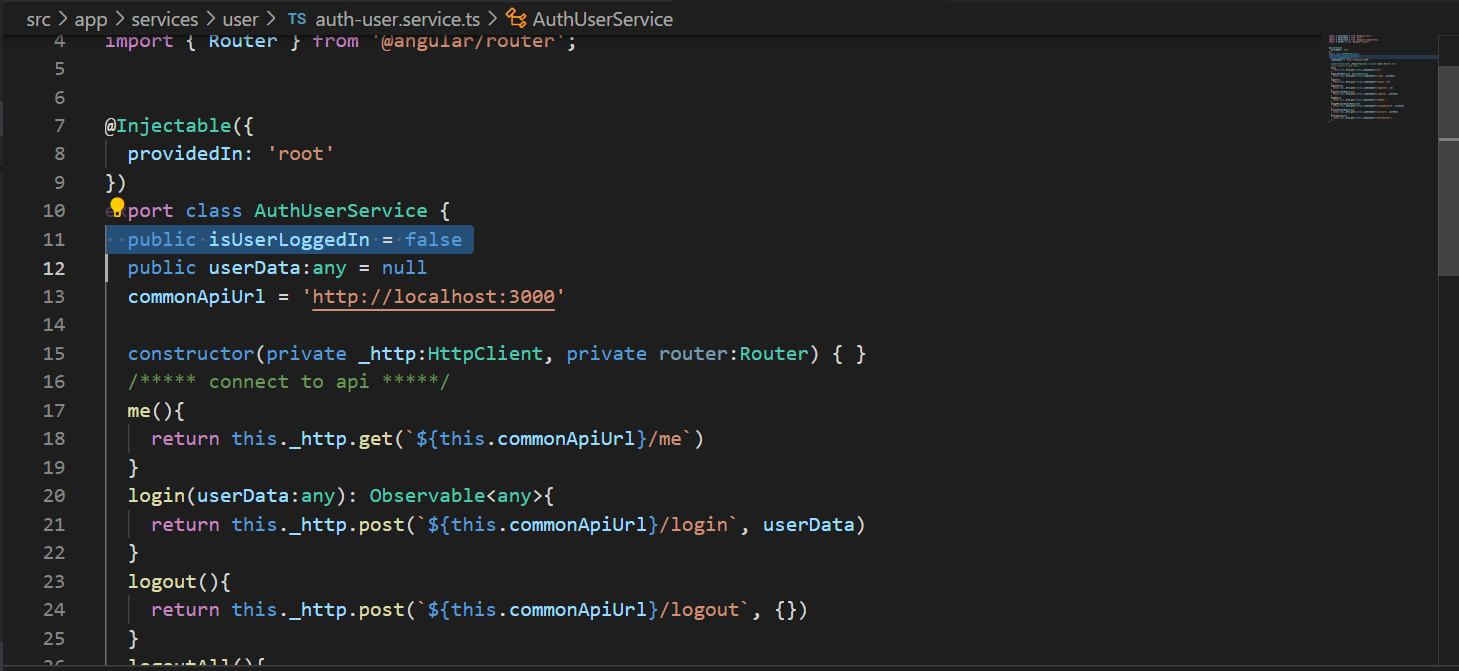 src > app > services > user > TS auth-user.service.ts > AuthUserService
4 import { Router } from '@angular/router';
5
6
7 @Injectable({
8   providedIn: 'root'
9 })
10 export class AuthUserService {
11   public isUserLoggedIn = false
12   public userData:any = null
13   commonApiUrl = 'http://localhost:3000'
14
15   constructor(private _http:HttpClient, private router:Router) { }
16   /***** connect to api *****/
17   me(){
18     return this._http.get(`${this.commonApiUrl}/me`)
19   }
20   login(userData:any): Observable<any>{
21     return this._http.post(`${this.commonApiUrl}/login`, userData)
22   }
23   logout(){
24     return this._http.post(`${this.commonApiUrl}/logout`, {})
25   }
26   logoutAll(){